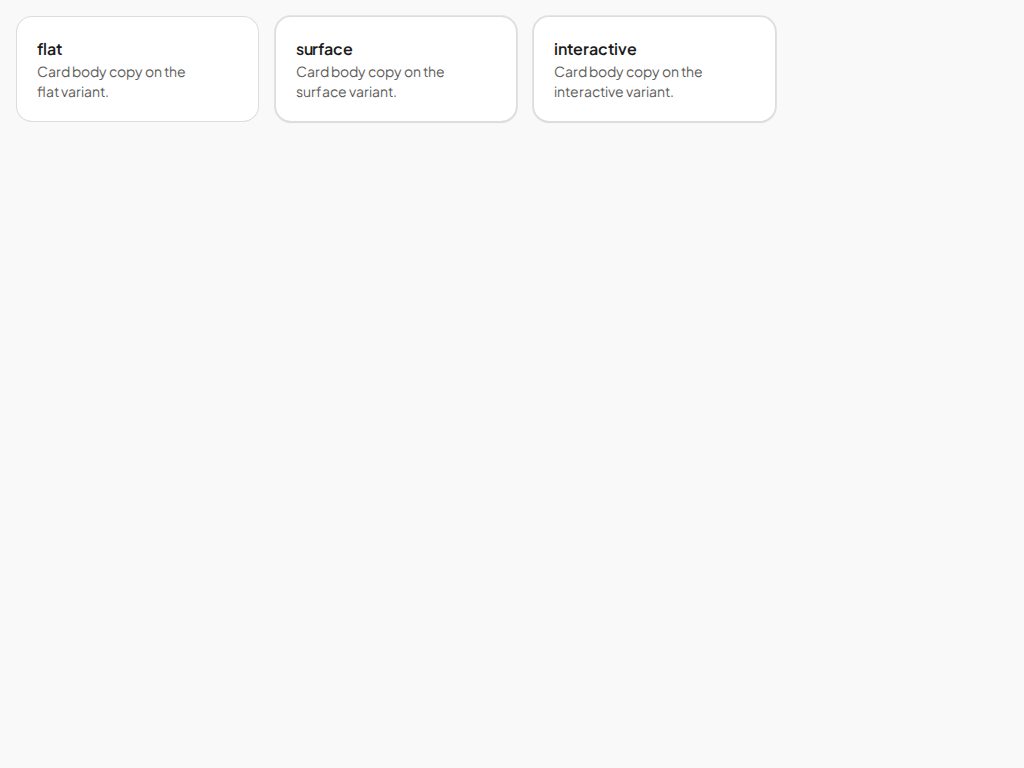 flat
Card body copy on the
flat variant.
surface
Card body copy on the
surface variant.
interactive
Card body copy on the
interactive variant.